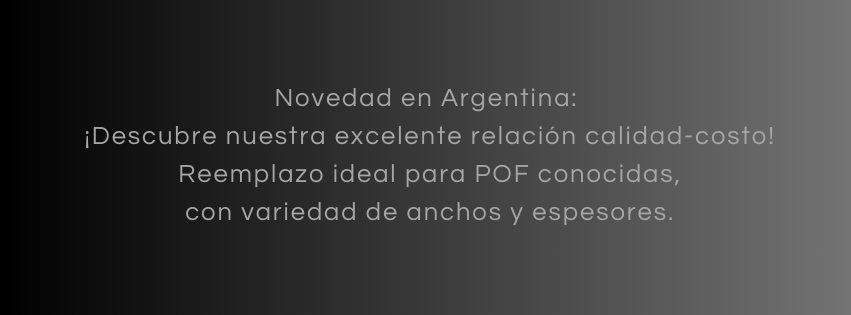 Novedad en Argentina:
¡Descubre nuestra excelente relación calidad-costo!
Reemplazo ideal para POF conocidas,
con variedad de anchos y espesores.